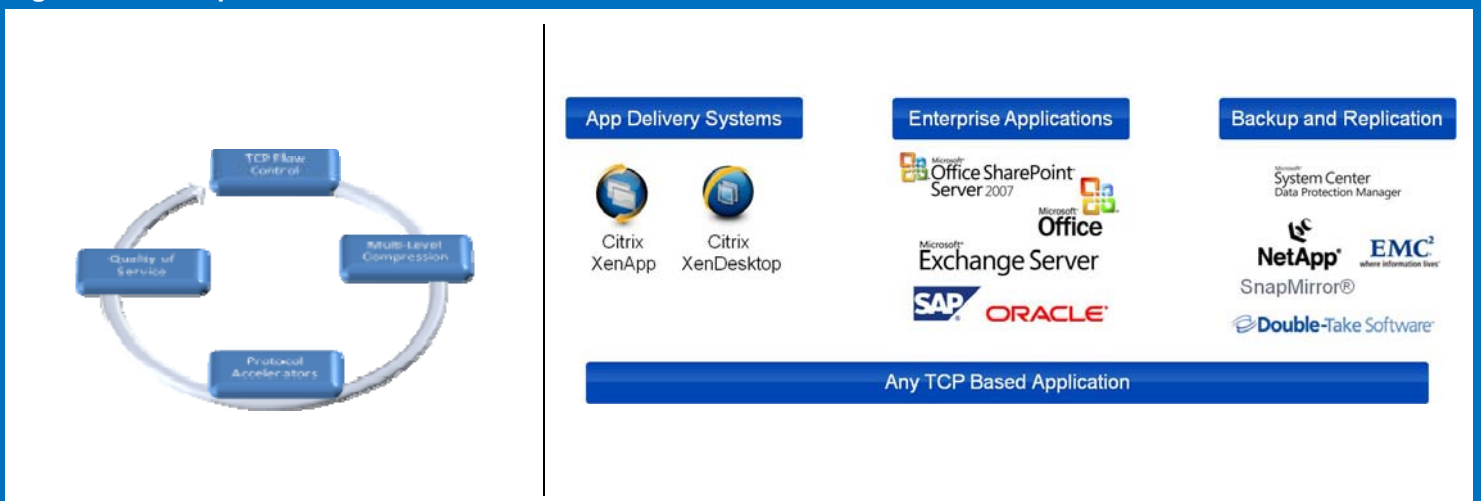 TCP Flow
Control
Multi-Level
Compression
Quality of
Service
Protocol
Accelerators
App Delivery Systems
Citrix
XenApp
Citrix
XenDesktop
Enterprise Applications
Microsoft
Office SharePoint
Server 2007
Microsoft
Office
Microsoft
Exchange Server
SAP
ORACLE
Backup and Replication
Microsoft
System Center
Data Protection Manager
NetApp
EMC²
where information lives
SnapMirror®
Double-Take Software
Any TCP Based Application